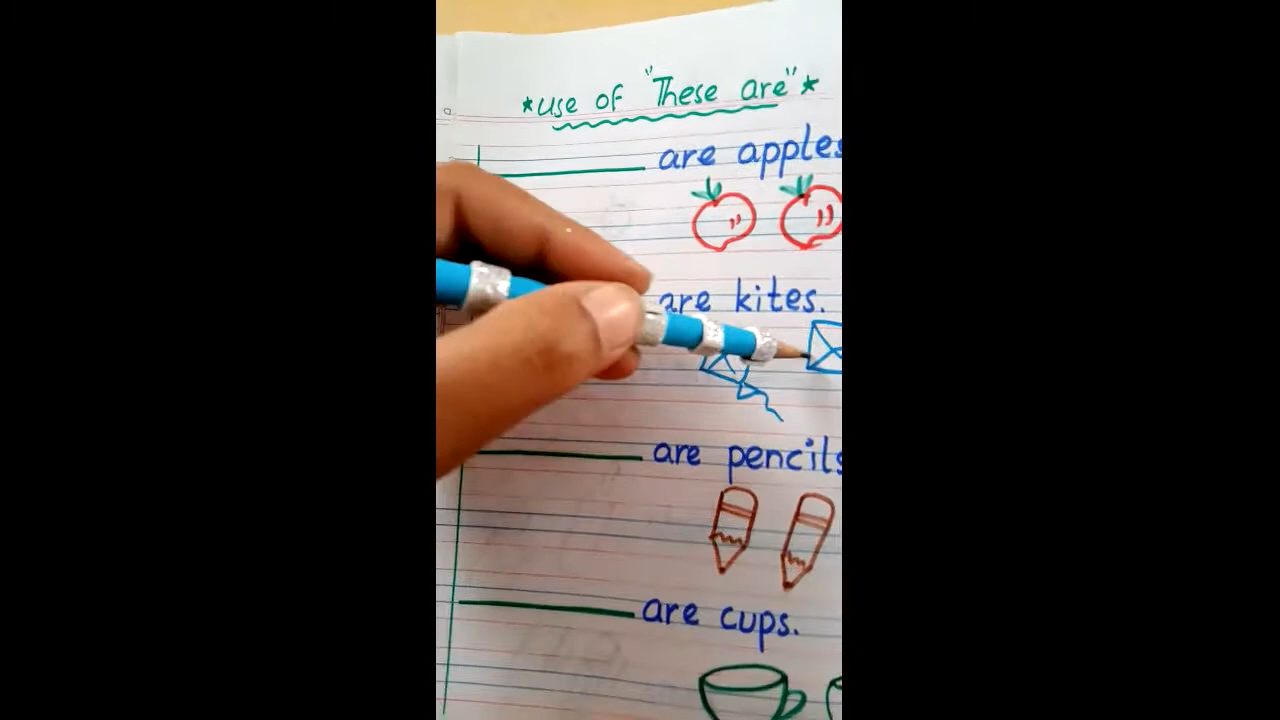 *Use of "These are"*
are apples
are kites.
are pencils
are cups.